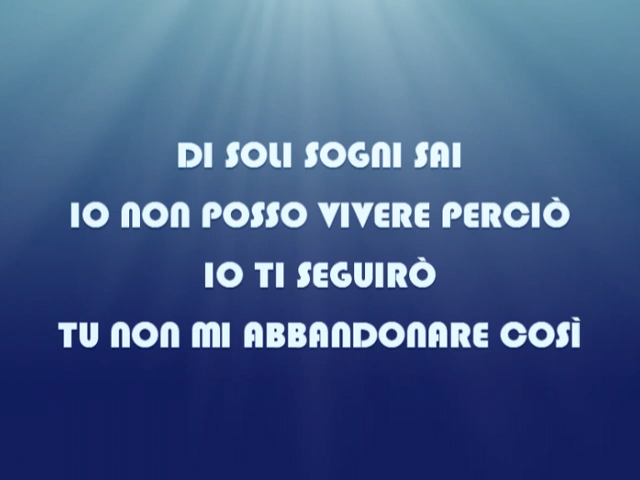 DI SOLI SOGNI SAI
IO NON POSSO VIVERE PERCIÒ
IO TI SEGUIRÒ
TU NON MI ABBANDONARE COSÌ